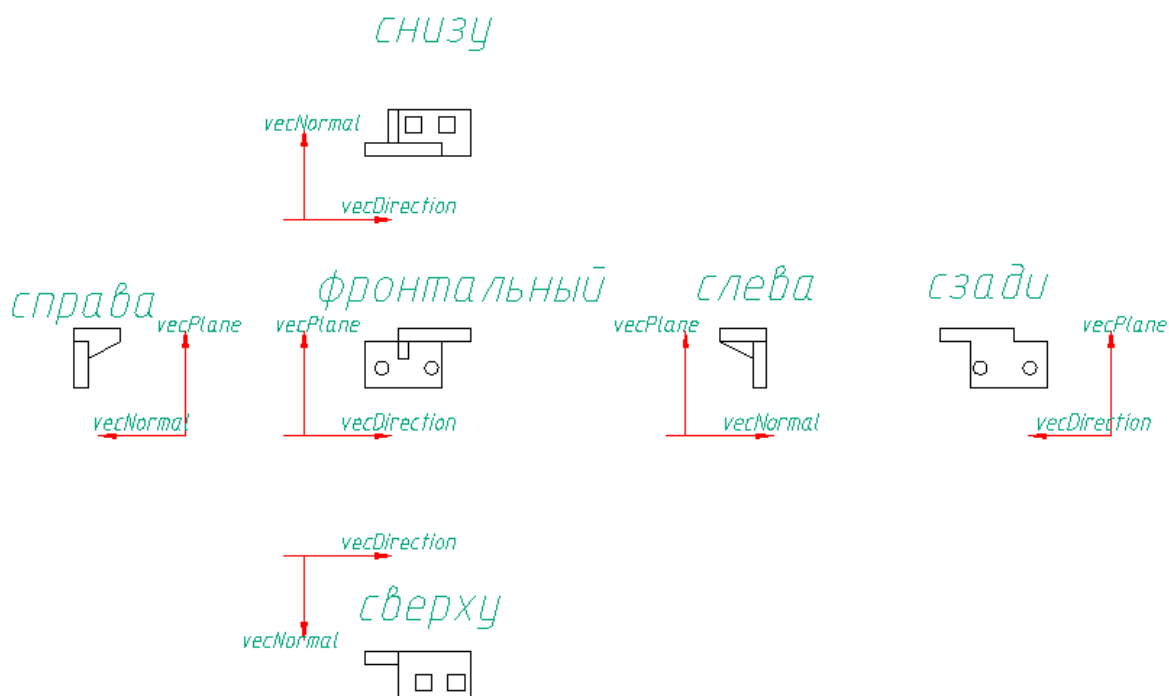 снизу
vecNormal
vecDirection
справа
фронтальный
слева
сзади
vecPlane
vecPlane
vecPlane
vecPlane
vecNormal
vecDirection
vecNormal
vecDirection
vecDirection
сверху
vecNormal